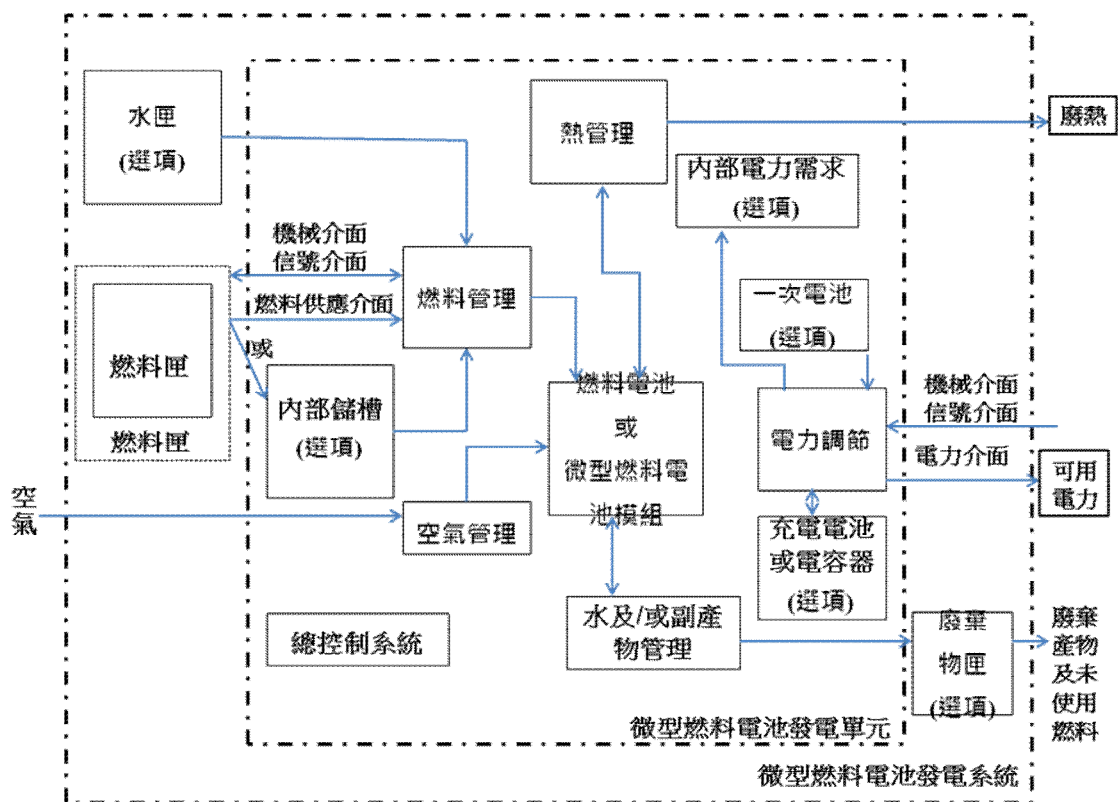 水匣
(選項)
熱管理
廢熱
內部電力需求
(選項)
機械介面
信號介面
燃料管理
燃料供應介面
一次電池
(選項)
或
燃料匣
燃料匣
內部儲槽
(選項)
燃料電池
或
微型燃料電
池模組
電力調節
機械介面
信號介面
電力介面
可用
電力
空
氣
空氣管理
充電電池
或電容器
(選項)
總控制系統
水及/或副產
物管理
廢棄
物匣
(選項)
廢棄
產物
及未
使用
燃料
微型燃料電池發電單元
微型燃料電池發電系統